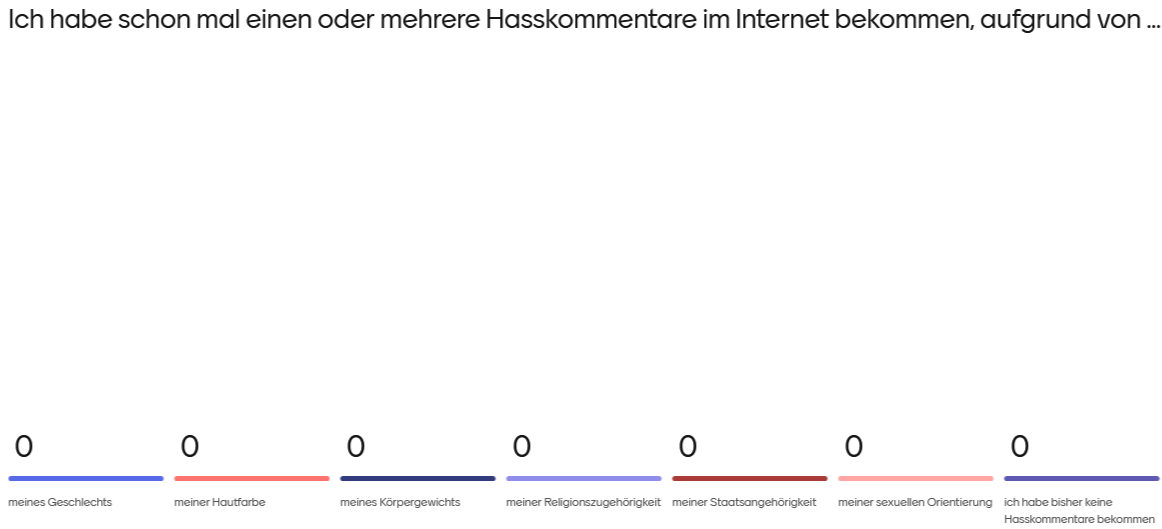 Ich habe schon mal einen oder mehrere Hasskommentare im Internet bekommen, aufgrund von ...
0
0
0
0
0
0
0
meines Geschlechts
meiner Hautfarbe
meines Körpergewichts
meiner Religionszugehörigkeit
meiner Staatsangehörigkeit
meiner sexuellen Orientierung
ich habe bisher keine
Hasskommentare bekommen